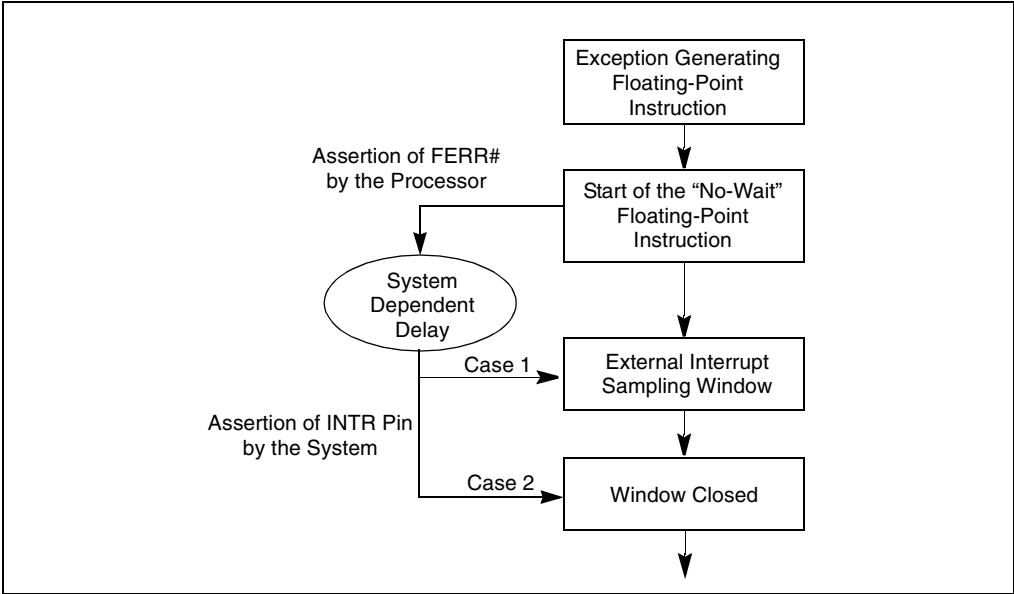 Exception Generating
Floating-Point
Instruction
Assertion of FERR#
by the Processor
Start of the “No-Wait”
Floating-Point
Instruction
System
Dependent
Delay
Case 1
External Interrupt
Sampling Window
Assertion of INTR Pin
by the System
Case 2
Window Closed